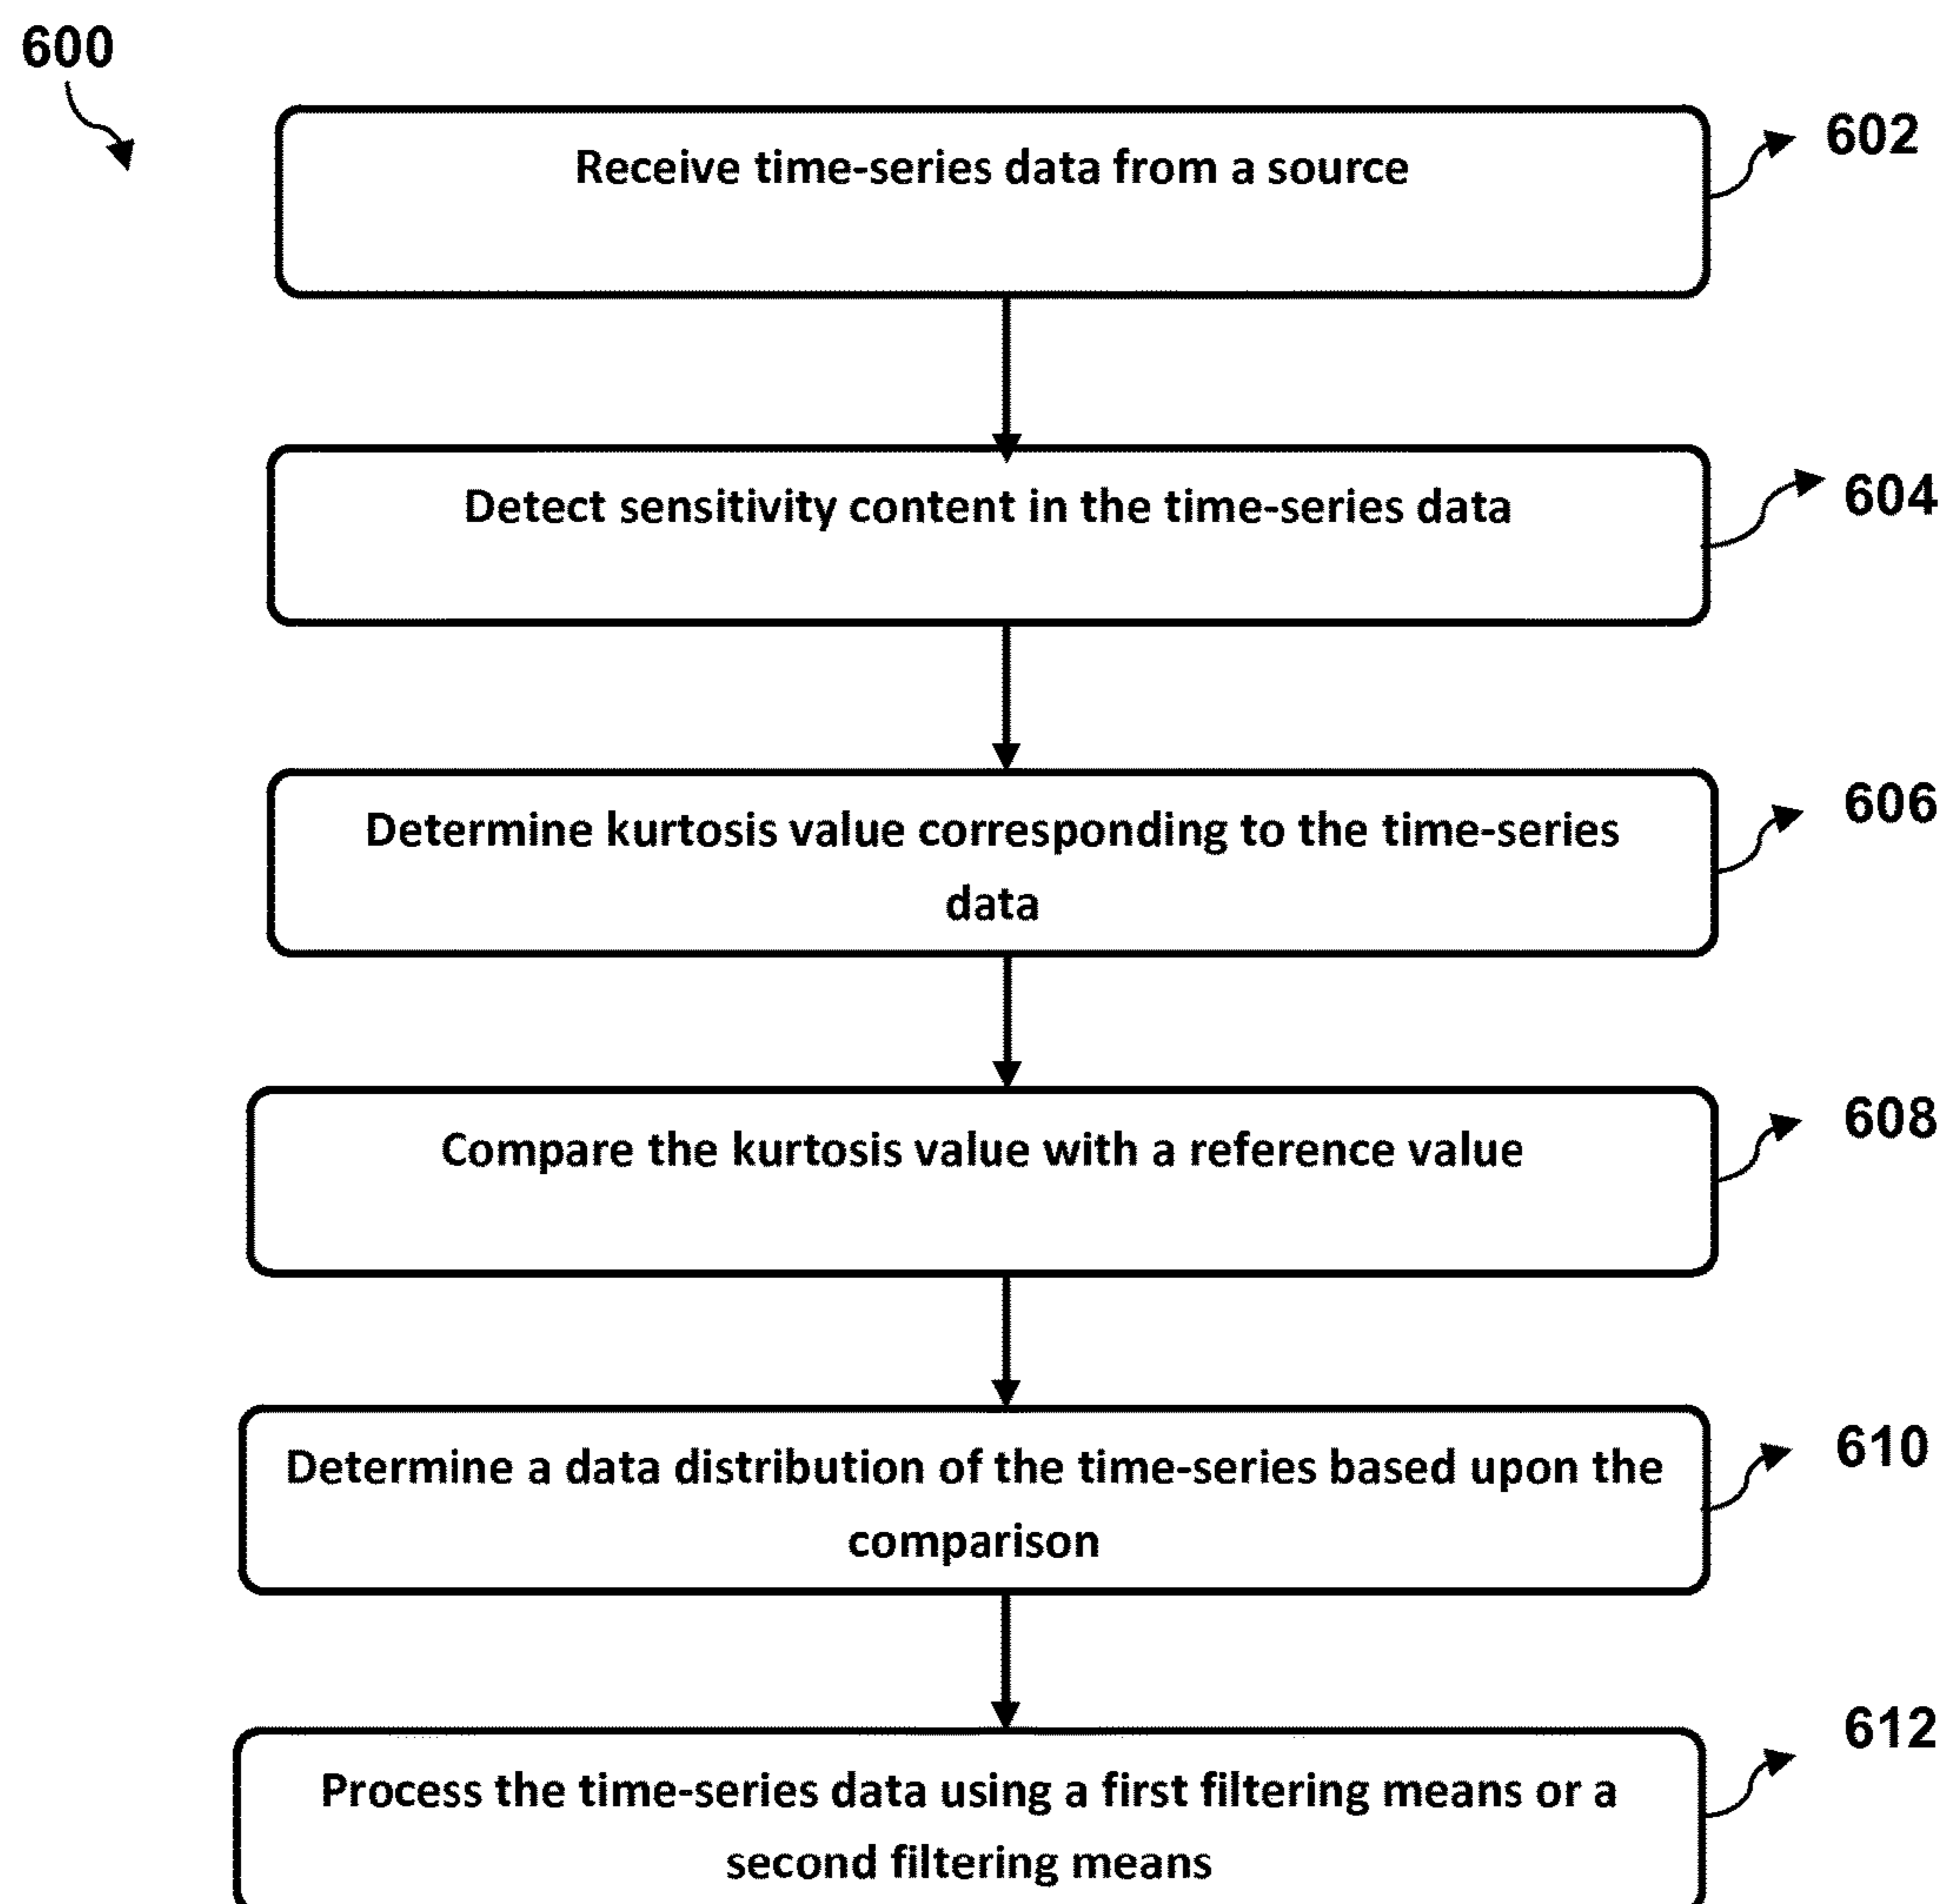 600
Receive time-series data from a source
602
Detect sensitivity content in the time-series data
604
Determine kurtosis value corresponding to the time-series
data
606
Compare the kurtosis value with a reference value
608
Determine a data distribution of the time-series based upon the
comparison
610
Process the time-series data using a first filtering means or a
second filtering means
612